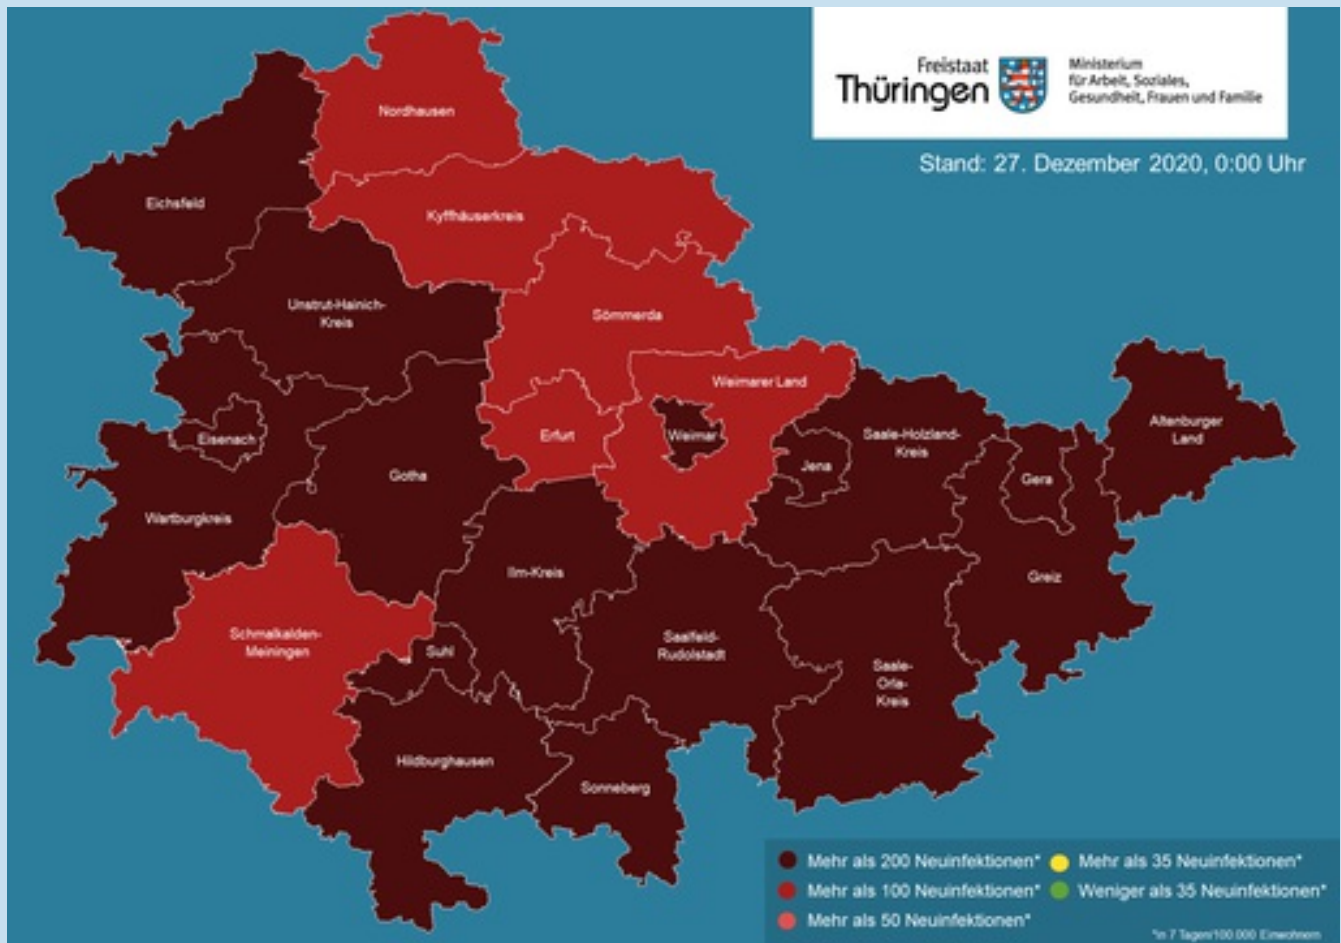 Freistaat
Thüringen
Ministerium
für Arbeit, Soziales,
Gesundheit, Frauen und Familie
Stand: 27. Dezember 2020, 0:00 Uhr
Nordhausen
Eichsfeld
Kyffhäuserkreis
Unstrut-Hainich-
Kreis
Sömmerda
Weimarer Land
Eisenach
Erfurt
Weimar
Saale-Holzland-
Kreis
Altenburger
Land
Gotha
Jena
Gera
Wartburgkreis
Ilm-Kreis
Greiz
Schmalkalden-
Meiningen
Suhl
Saalfeld-
Rudolstadt
Saale-
Orla-
Kreis
Hildburghausen
Sonneberg
Mehr als 200 Neuinfektionen*
Mehr als 100 Neuinfektionen*
Mehr als 50 Neuinfektionen*
Mehr als 35 Neuinfektionen*
Weniger als 35 Neuinfektionen*
*in 7 Tagen/100 000 Einwohnern